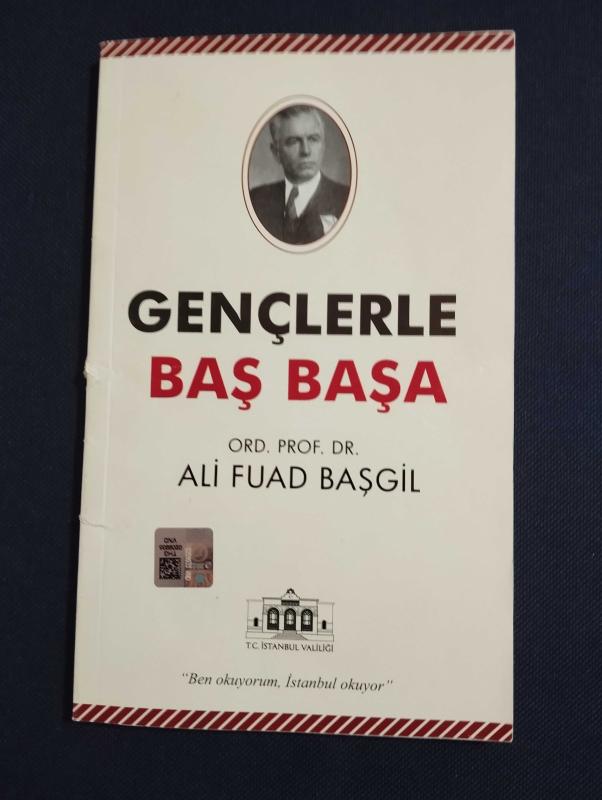 GENÇLERLE
BAŞ BAŞA
ORD. PROF. DR.
ALİ FUAD BAŞGİL
T.C. İSTANBUL VALİLİĞİ
"Ben okuyorum, İstanbul okuyor"